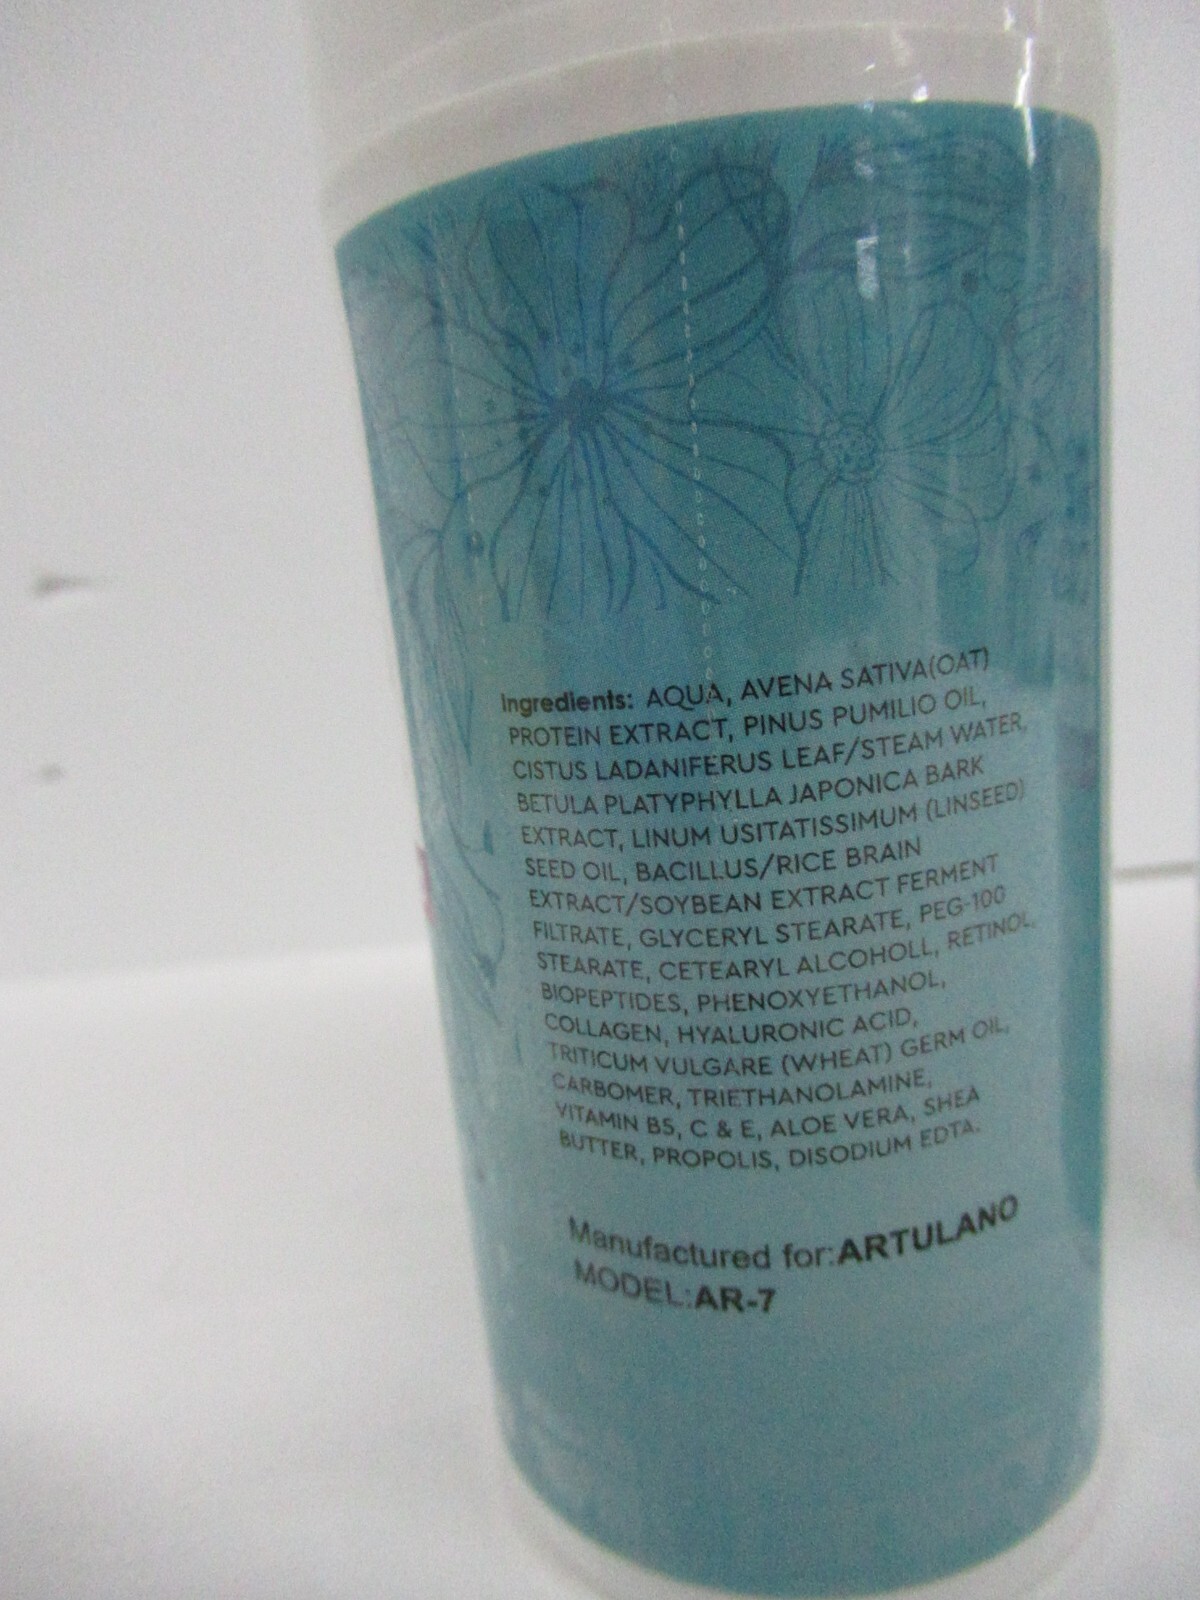 Ingredients: AQUA, AVENA SATIVA(OAT)
PROTEIN EXTRACT, PINUS PUMILIO OIL,
CISTUS LADANIFERUS LEAF/STEAM WATER,
BETULA PLATYPHYLLA JAPONICA BARK
EXTRACT, LINUM USITATISSIMUM (LINSEED)
SEED OIL, BACILLUS/RICE BRAIN
EXTRACT/SOYBEAN EXTRACT FERMENT
FILTRATE, GLYCERYL STEARATE, PEG-100
STEARATE, CETEARYL ALCOHOLL, RETINOL,
BIOPEPTIDES, PHENOXYETHANOL,
COLLAGEN, HYALURONIC ACID,
TRITICUM VULGARE (WHEAT) GERM OIL,
CARBOMER, TRIETHANOLAMINE,
VITAMIN B5, C & E, ALOE VERA, SHEA
BUTTER, PROPOLIS, DISODIUM EDTA.
Manufactured for:ARTULANO
MODEL:AR-7